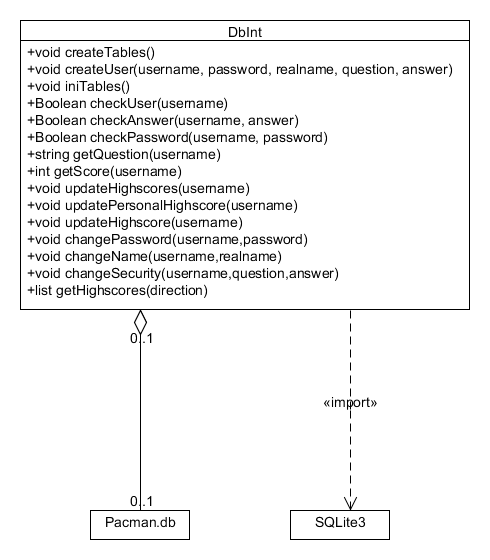 DbInt
+void createTables()
+void createUser(username, password, realname, question, answer)
+void iniTables()
+Boolean checkUser(username)
+Boolean checkAnswer(username, answer)
+Boolean checkPassword(username, password)
+string getQuestion(username)
+int getScore(username)
+void updateHighscores(username)
+void updatePersonalHighscore(username)
+void updateHighscore(username)
+void changePassword(username,password)
+void changeName(username,realname)
+void changeSecurity(username,question,answer)
+list getHighscores(direction)
0..1
«import»
0..1
Pacman.db
SQLite3